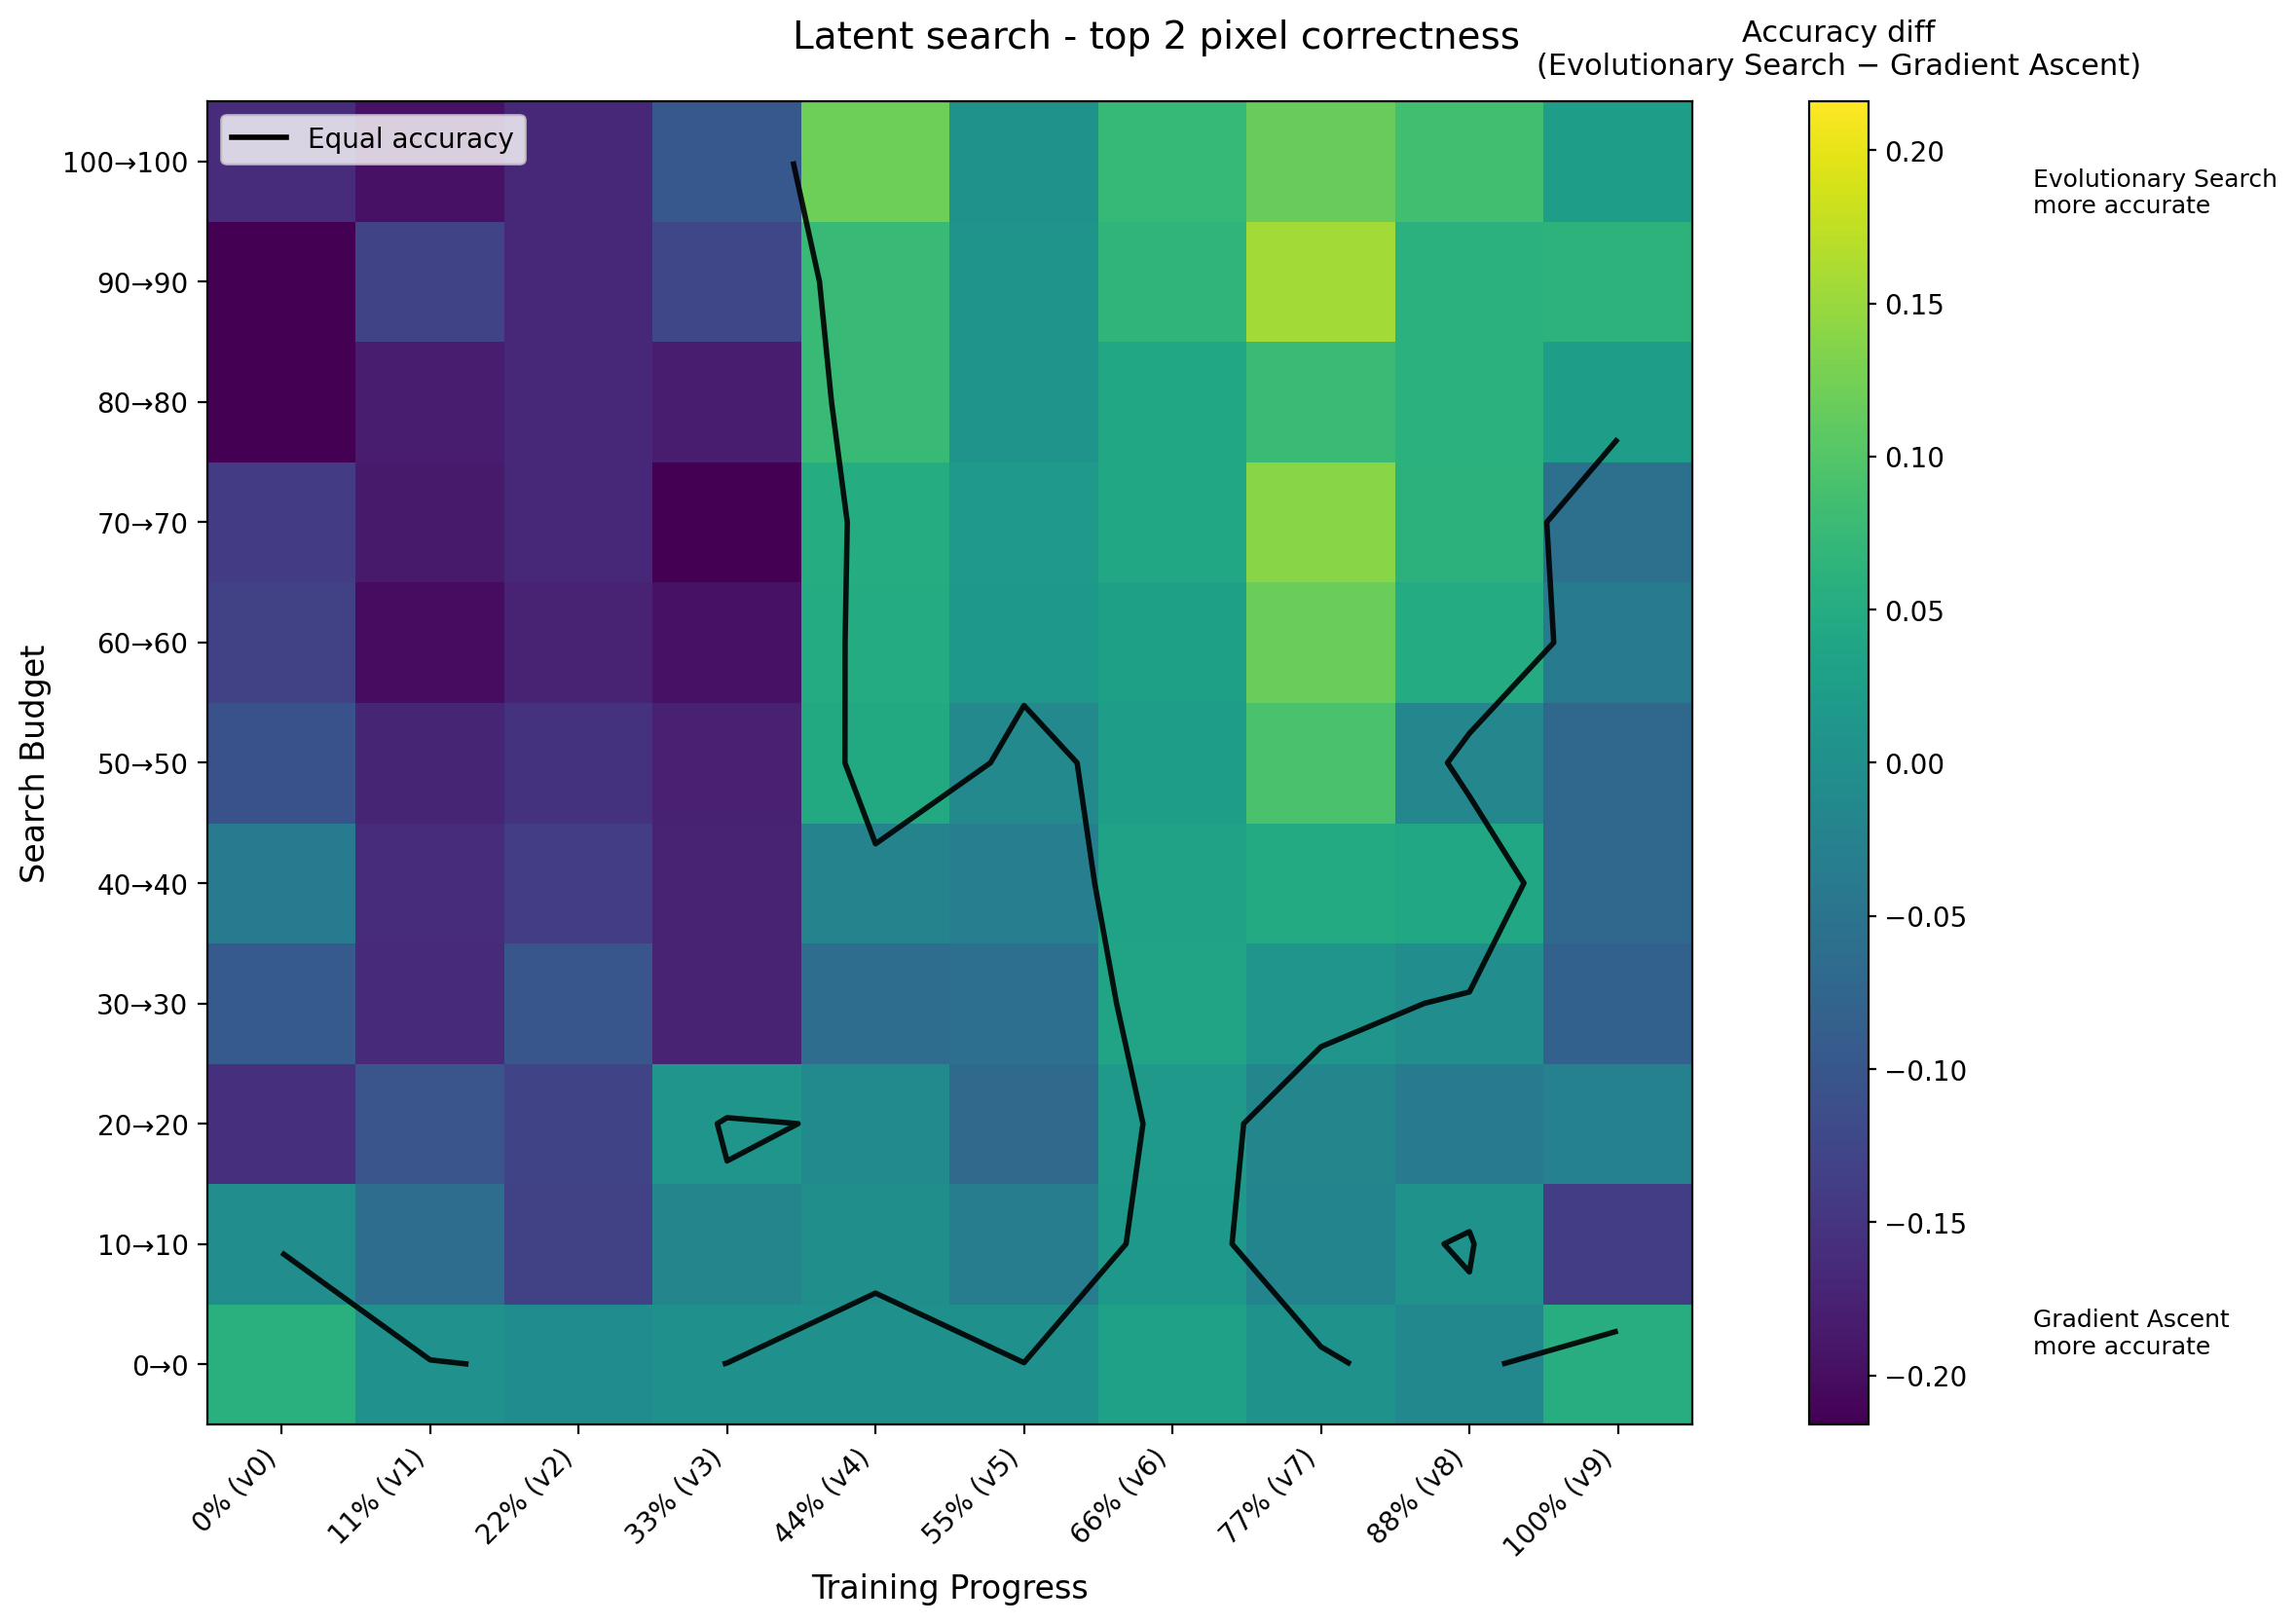 Latent search - top 2 pixel correctness
Accuracy diff
(Evolutionary Search − Gradient Ascent)
Equal accuracy
Search Budget
100→100
90→90
80→80
70→70
60→60
50→50
40→40
30→30
20→20
10→10
0→0
0% (v0)
11% (v1)
22% (v2)
33% (v3)
44% (v4)
55% (v5)
66% (v6)
77% (v7)
88% (v8)
100% (v9)
Training Progress
0.20
0.15
0.10
0.05
0.00
−0.05
−0.10
−0.15
−0.20
Evolutionary Search
more accurate
Gradient Ascent
more accurate